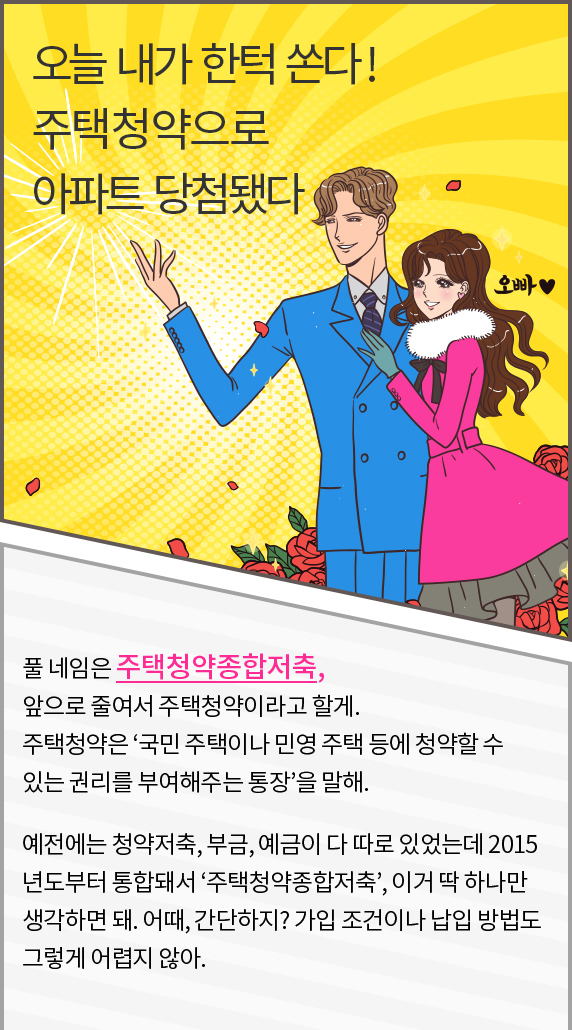 오늘 내가 한턱 쏜다!
주택청약으로
아파트 당첨됐다
오빠♥
풀 네임은 주택청약종합저축,
앞으로 줄여서 주택청약이라고 할게.
주택청약은 ‘국민 주택이나 민영 주택 등에 청약할 수
있는 권리를 부여해주는 통장’을 말해.
예전에는 청약저축, 부금, 예금이 다 따로 있었는데 2015
년도부터 통합돼서 ‘주택청약종합저축’, 이거 딱 하나만
생각하면 돼. 어때, 간단하지? 가입 조건이나 납입 방법도
그렇게 어렵지 않아.